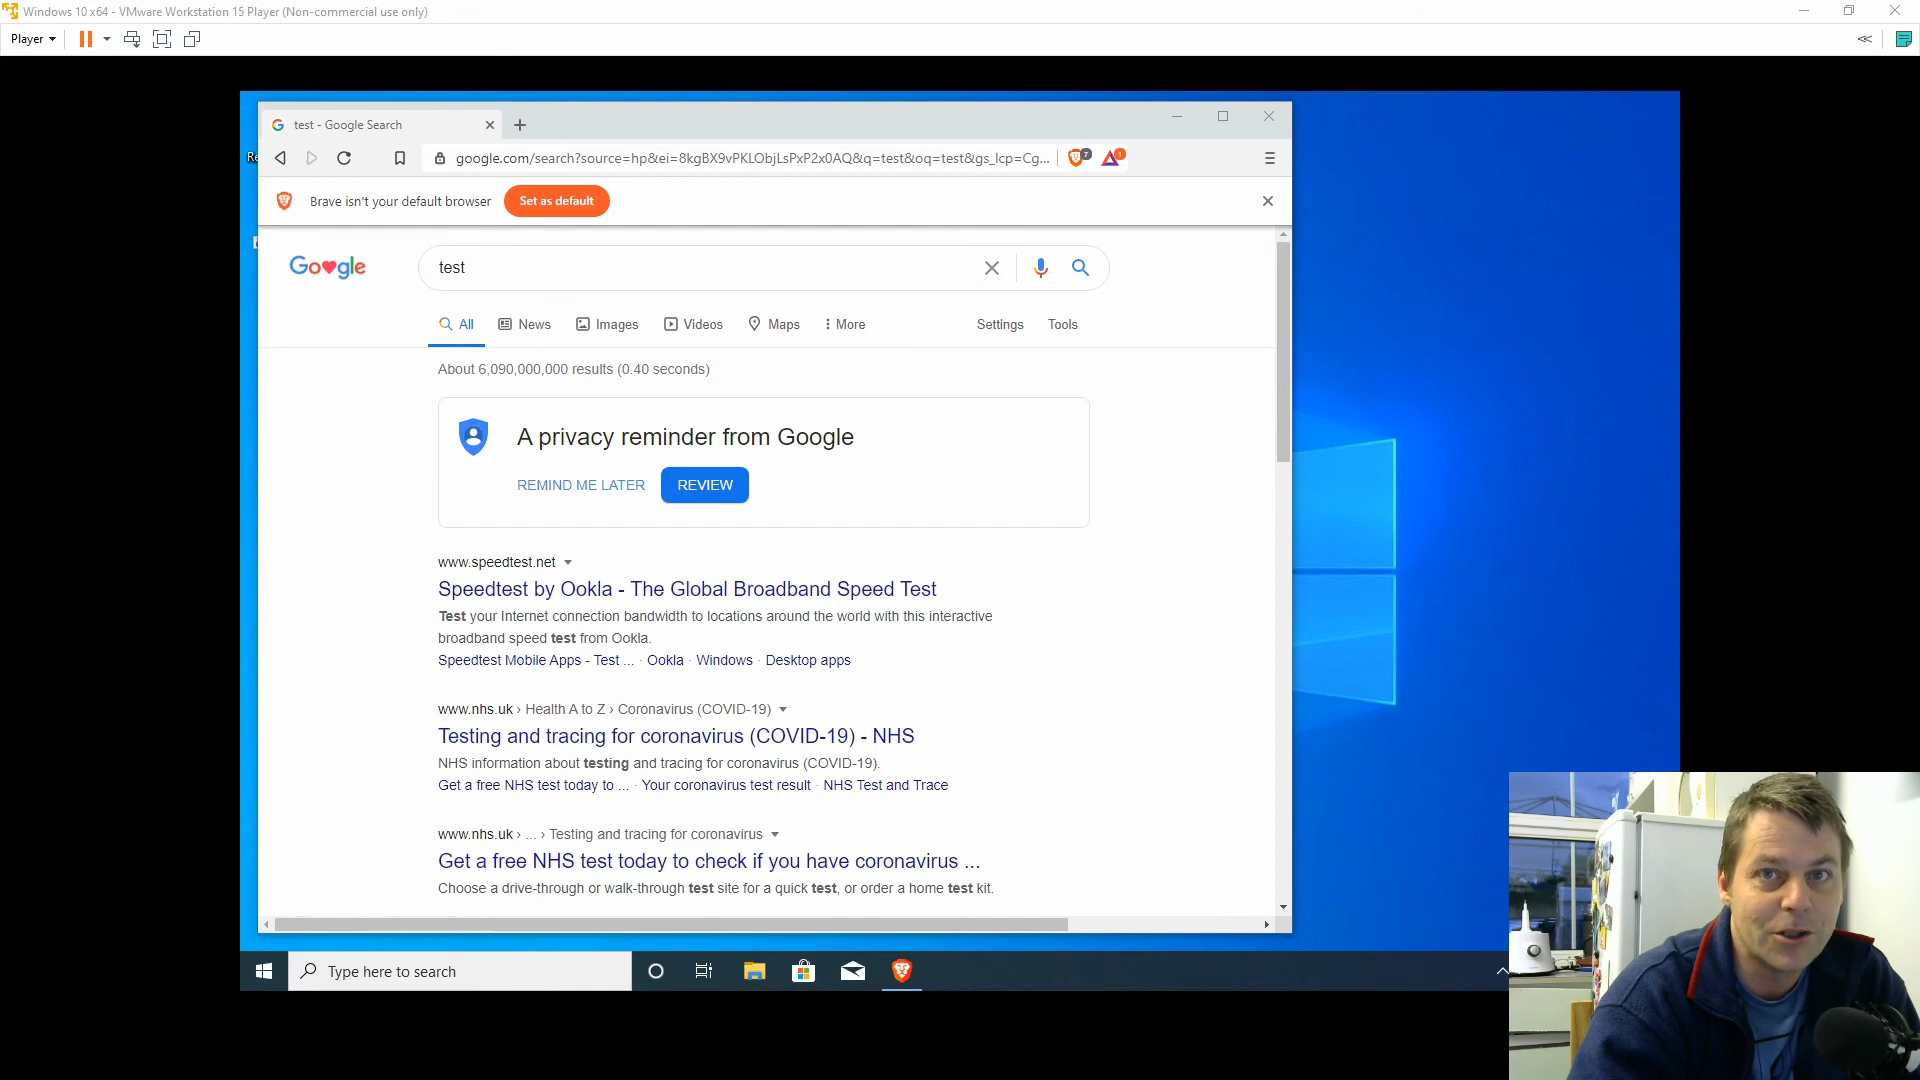 Windows 10 x64 - VMware Workstation 15 Player (Non-commercial use only)
Player
test - Google Search
google.com/search?source=hp&ei=8kgBX9vPKLObjLsPxP2x0AQ&q=test&oq=test&gs_lcp=Cg...
7
1
Brave isn't your default browser
Set as default
Go❤gle
test
All
News
Images
Videos
Maps
More
Settings
Tools
About 6,090,000,000 results (0.40 seconds)
A privacy reminder from Google
REMIND ME LATER
REVIEW
www.speedtest.net
Speedtest by Ookla - The Global Broadband Speed Test
Test your Internet connection bandwidth to locations around the world with this interactive
broadband speed test from Ookla.
Speedtest Mobile Apps - Test ... · Ookla · Windows · Desktop apps
www.nhs.uk › Health A to Z › Coronavirus (COVID-19)
Testing and tracing for coronavirus (COVID-19) - NHS
NHS information about testing and tracing for coronavirus (COVID-19).
Get a free NHS test today to ... · Your coronavirus test result · NHS Test and Trace
www.nhs.uk › ... › Testing and tracing for coronavirus
Get a free NHS test today to check if you have coronavirus ...
Choose a drive-through or walk-through test site for a quick test, or order a home test kit.
Type here to search